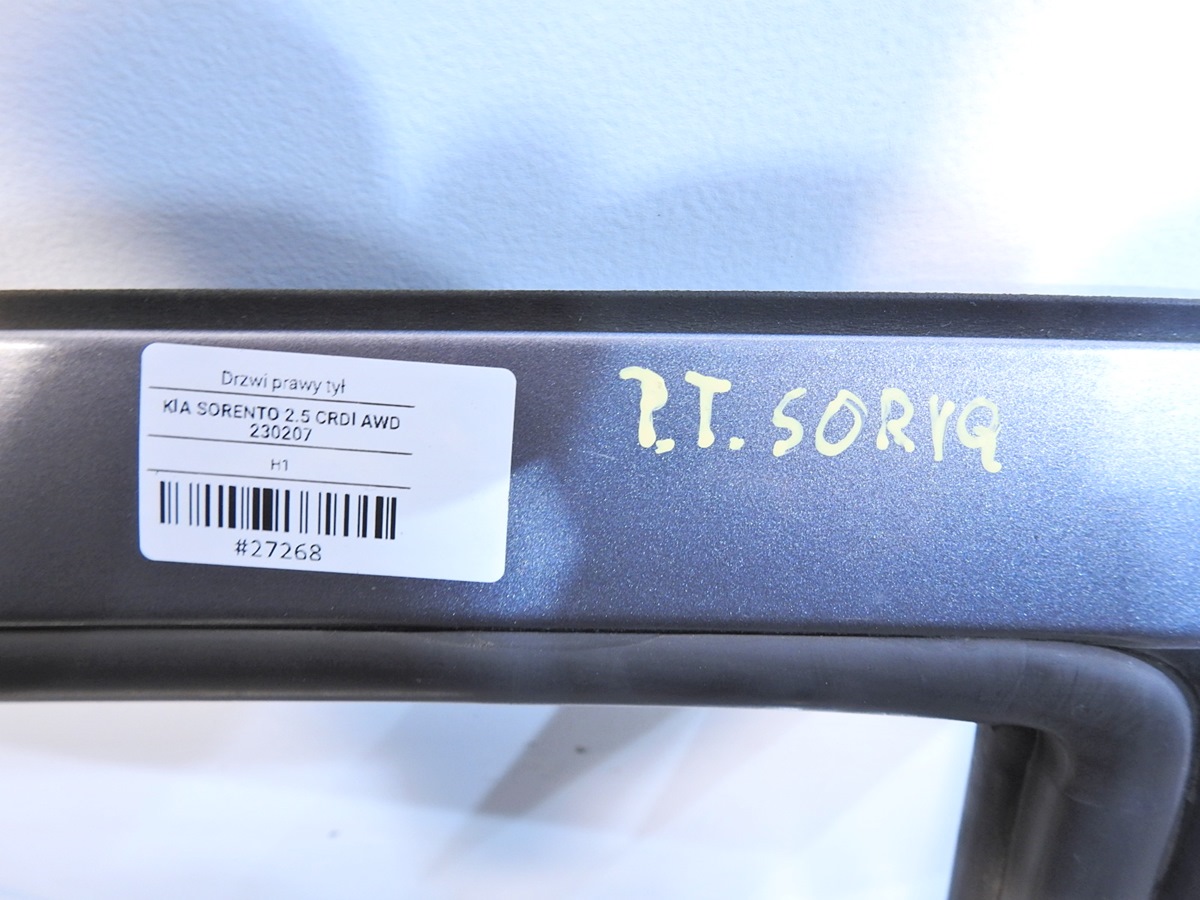 Drzwi prawy tył
KIA SORENTO 2.5 CRDI AWD
230207
H1
#27268
P.T. SORYQ